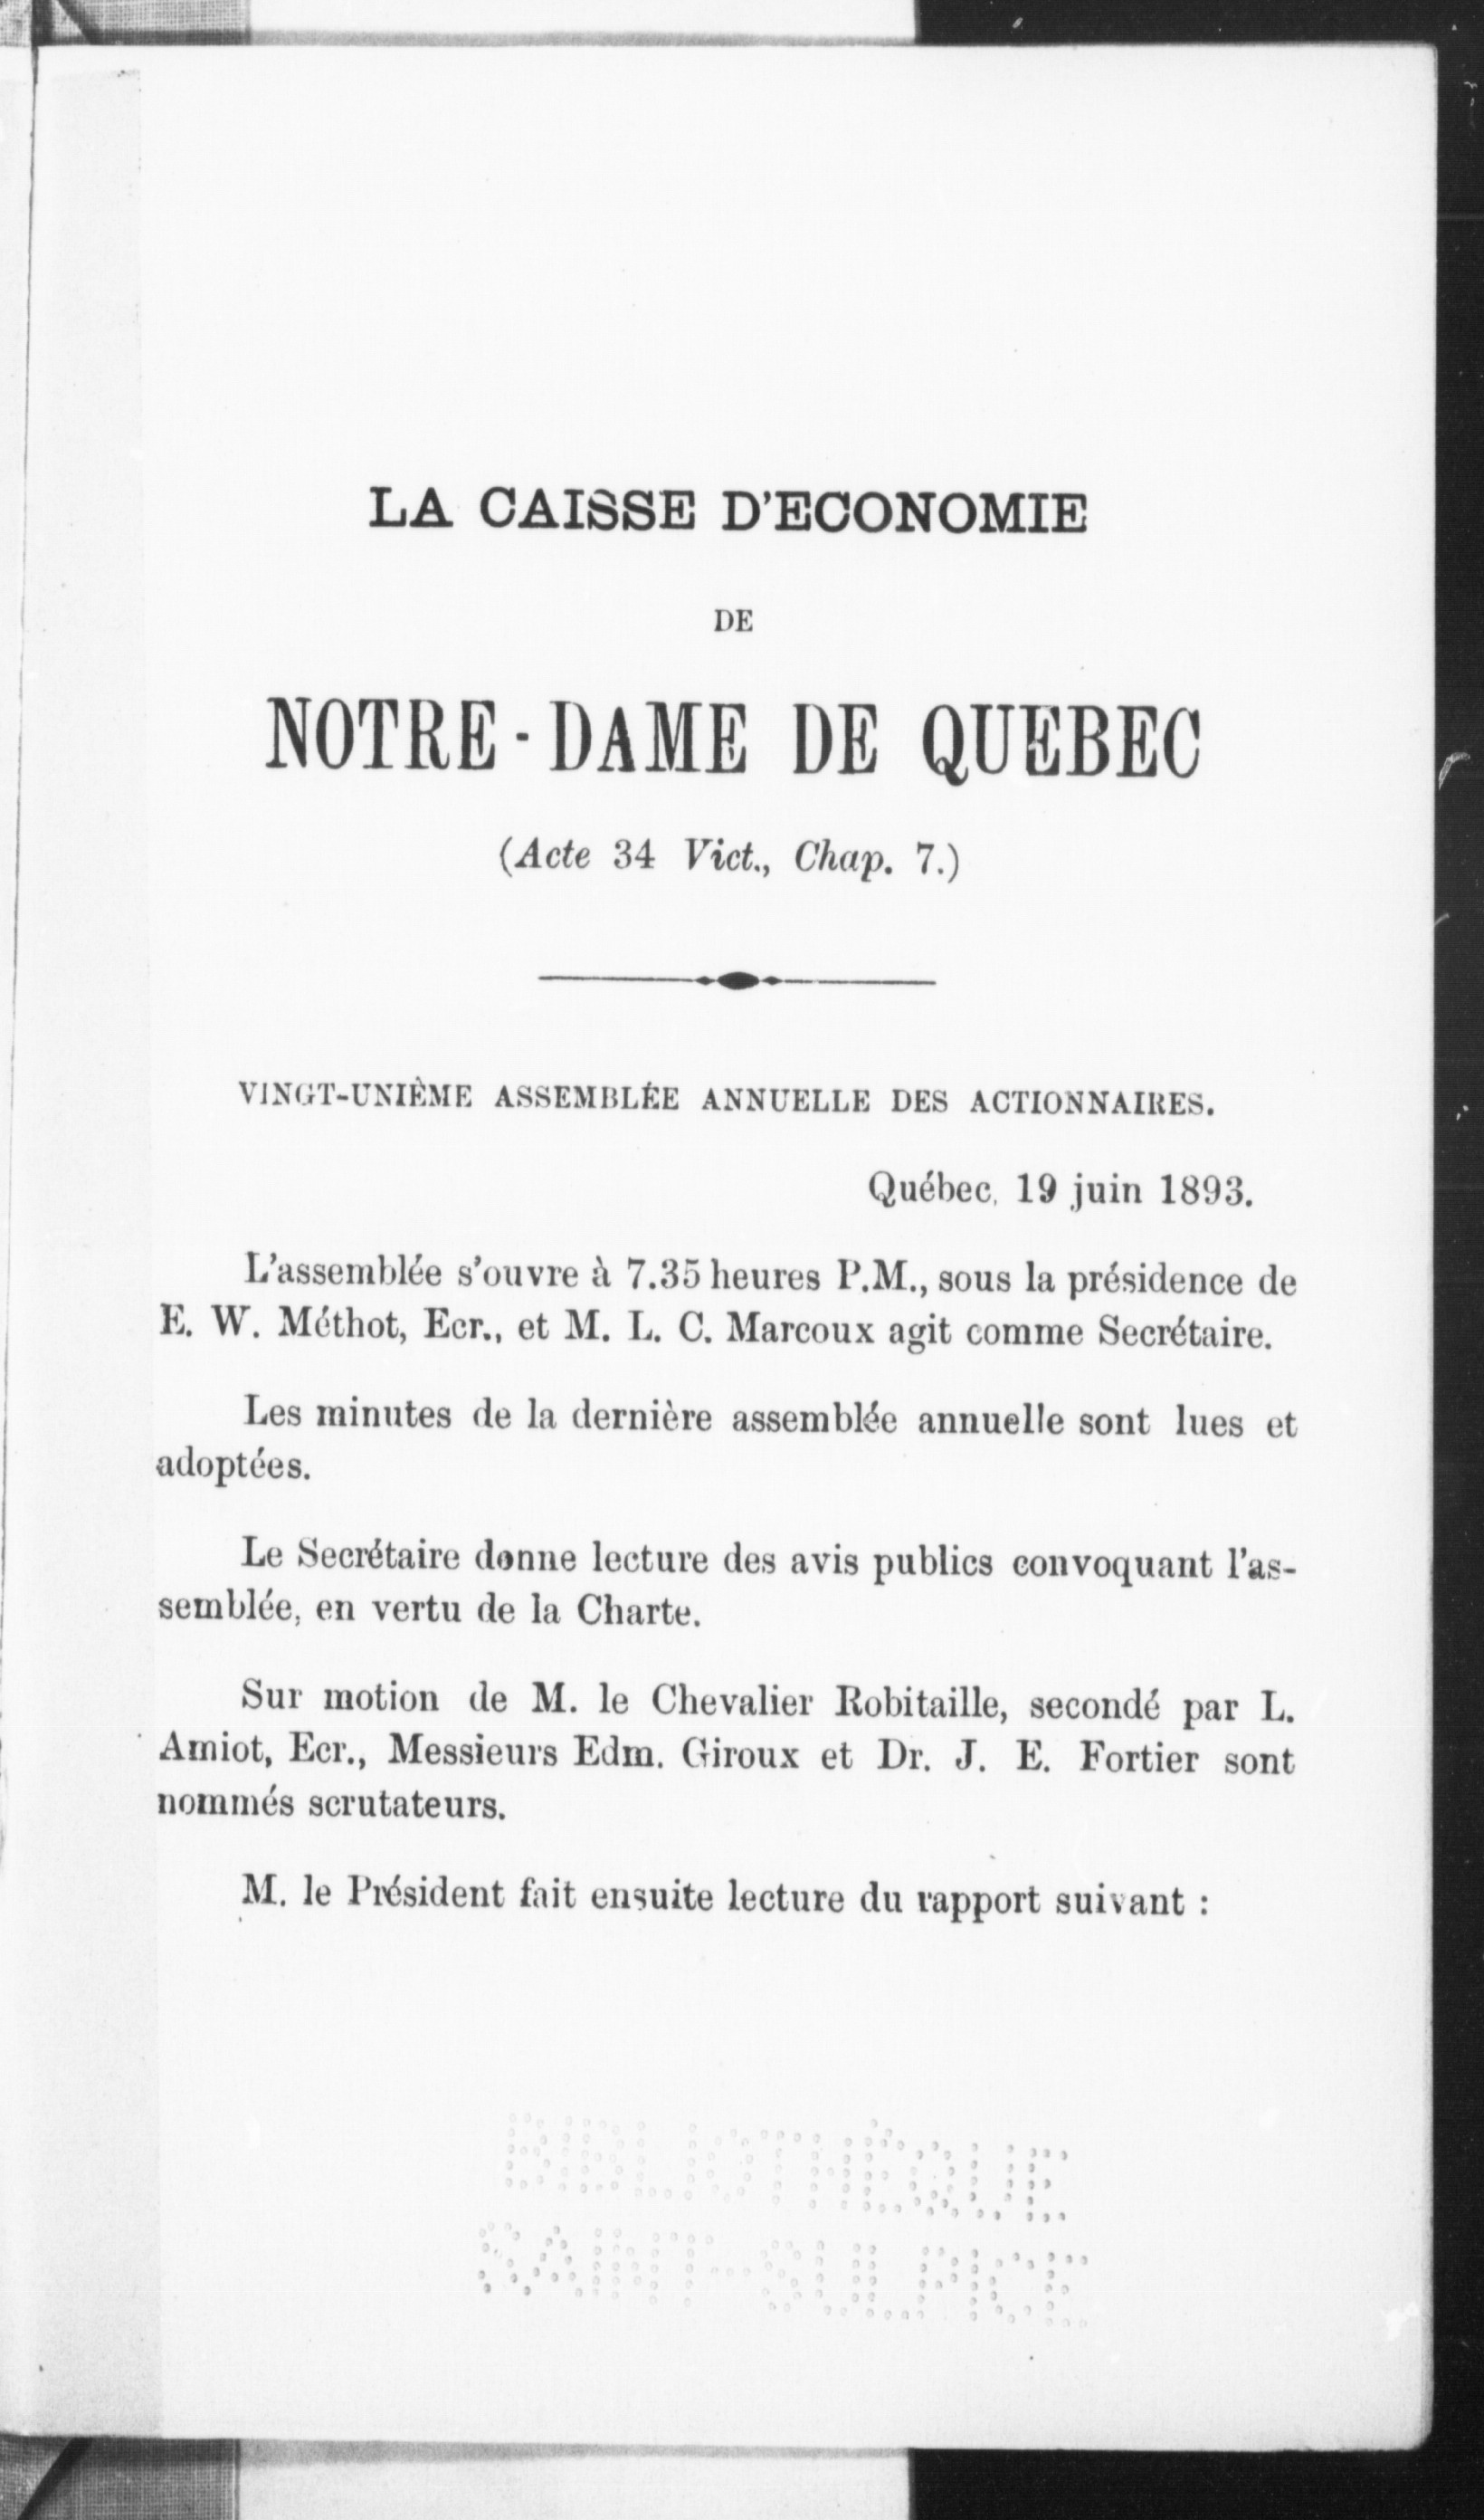 LA CAISSE D'ECONOMIE
DE
NOTRE-DAME DE QUEBEC
(Acte 34 Vict., Chap. 7.)
VINGT-UNIÈME ASSEMBLÉE ANNUELLE DES ACTIONNAIRES.
Québec, 19 juin 1893.
L'assemblée s'ouvre à 7.35 heures P.M., sous la présidence de
E. W. Méthot, Ecr., et M. L. C. Marcoux agit comme Secrétaire.
Les minutes de la dernière assemblée annuelle sont lues et
adoptées.
Le Secrétaire donne lecture des avis publics convoquant l'as-
semblée, en vertu de la Charte.
Sur motion de M. le Chevalier Robitaille, secondé par L.
Amiot, Ecr., Messieurs Edm. Giroux et Dr. J. E. Fortier sont
nommés scrutateurs.
M. le Président fait ensuite lecture du rapport suivant :
BIBLIOTHÈQUE
SAINT-SULPICE